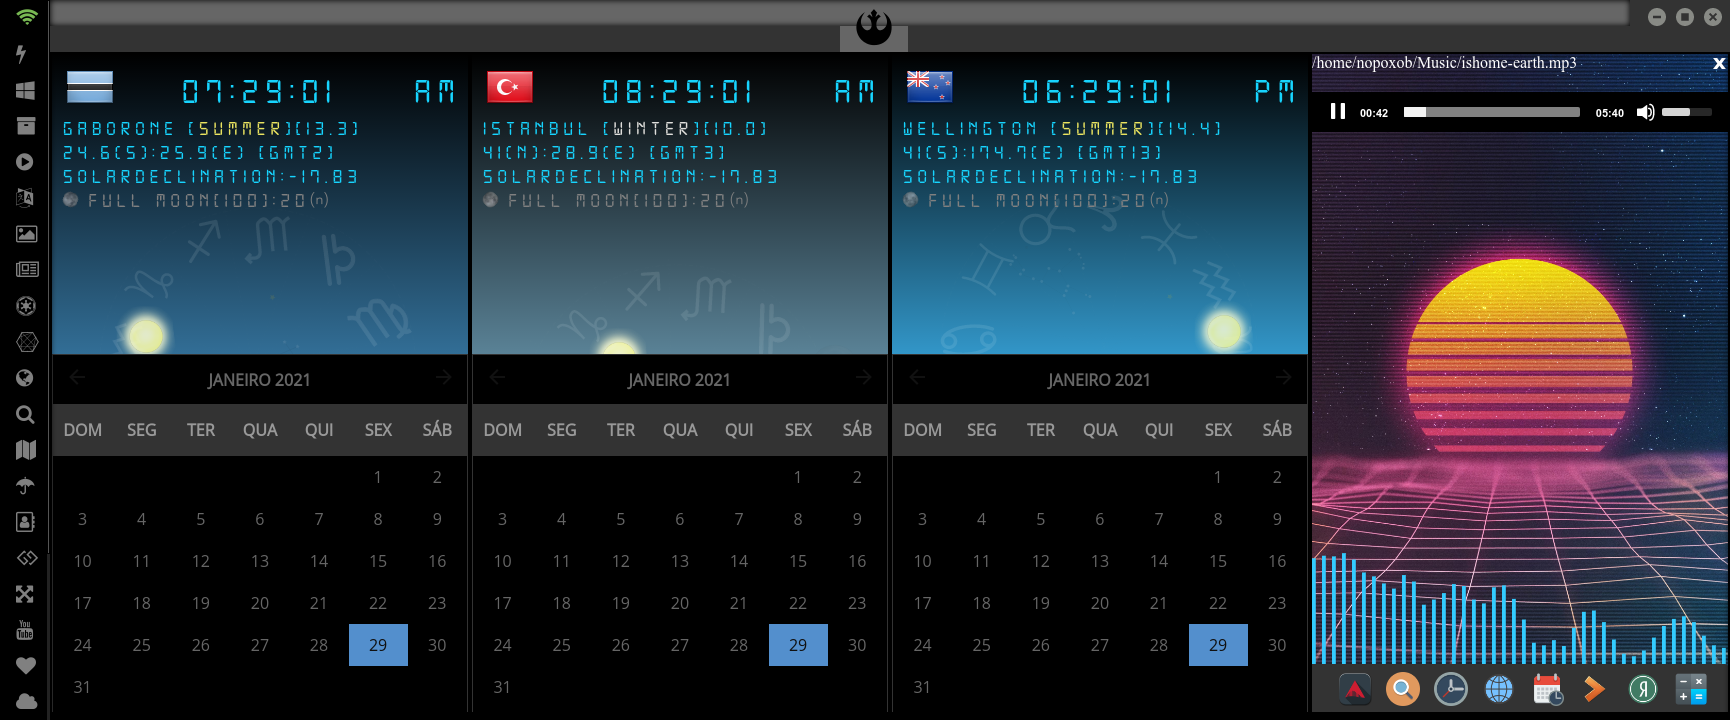 07:29:01 AM
GABORONE (SUMMER)(13.3)
24.6(S):25.9(E) (GMT2)
SOLARDECLINATION:-17.83
FULL MOON(100):20(n)
JANEIRO 2021
DOM SEG TER QUA QUI SEX SÁB
1 2
3 4 5 6 7 8 9
10 11 12 13 14 15 16
17 18 19 20 21 22 23
24 25 26 27 28 29 30
31
08:29:01 AM
ISTANBUL (WINTER)(10.0)
41(N):28.9(E) (GMT3)
SOLARDECLINATION:-17.83
FULL MOON(100):20(n)
JANEIRO 2021
DOM SEG TER QUA QUI SEX SÁB
1 2
3 4 5 6 7 8 9
10 11 12 13 14 15 16
17 18 19 20 21 22 23
24 25 26 27 28 29 30
31
06:29:01 PM
WELLINGTON (SUMMER)(14.4)
41(S):174.7(E) (GMT13)
SOLARDECLINATION:-17.83
FULL MOON(100):20(n)
JANEIRO 2021
DOM SEG TER QUA QUI SEX SÁB
1 2
3 4 5 6 7 8 9
10 11 12 13 14 15 16
17 18 19 20 21 22 23
24 25 26 27 28 29 30
31
/home/nopoxob/Music/ishome-earth.mp3 x
00:42 05:40
You Tube
Я